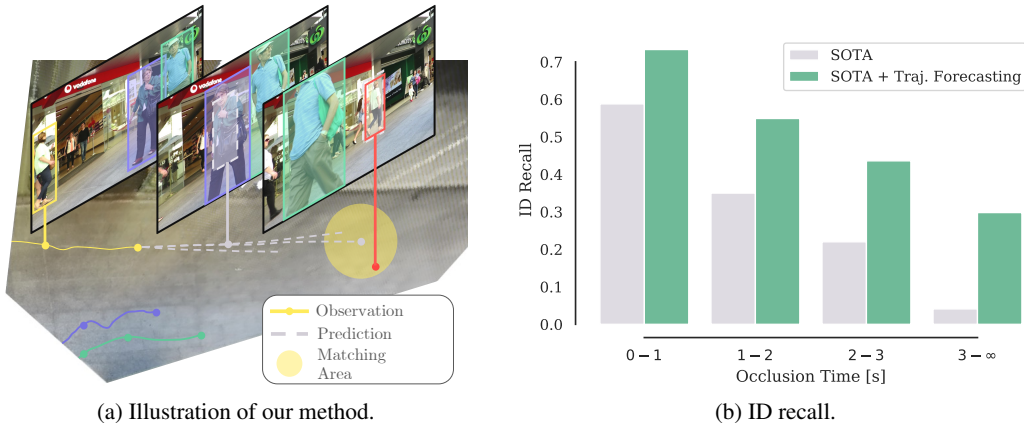 vodafone
vodafone
Observation
Prediction
Matching
Area
(a) Illustration of our method.
SOTA
SOTA + Traj. Forecasting
ID Recall
0.7
0.6
0.5
0.4
0.3
0.2
0.1
0.0
0 − 1
1 − 2
2 − 3
3 − ∞
Occlusion Time [s]
(b) ID recall.